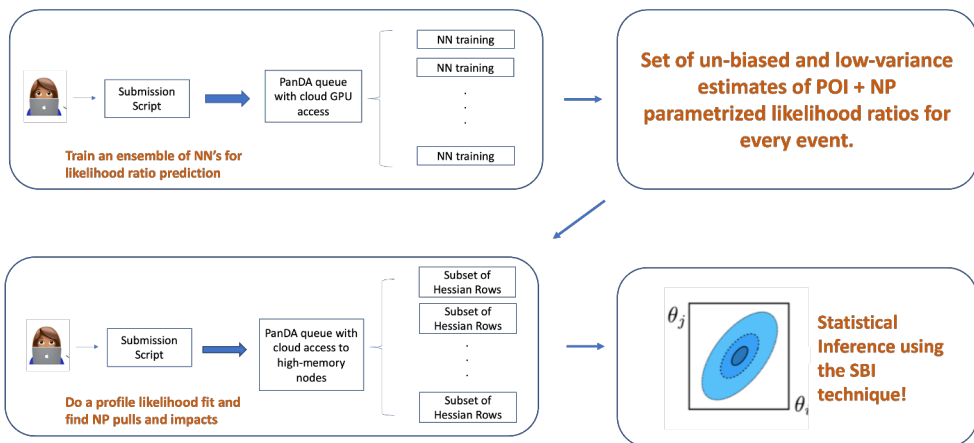 Submission
Script
PanDA queue
with cloud GPU
access
NN training
NN training
.
.
.
NN training
Train an ensemble of NN's for
likelihood ratio prediction
Set of un-biased and low-variance
estimates of POI + NP
parametrized likelihood ratios for
every event.
Submission
Script
PanDA queue with
cloud access to
high-memory
nodes
Subset of
Hessian Rows
Subset of
Hessian Rows
.
.
.
Subset of
Hessian Rows
Do a profile likelihood fit and
find NP pulls and impacts
θj
θi
Statistical
Inference using
the SBI
technique!